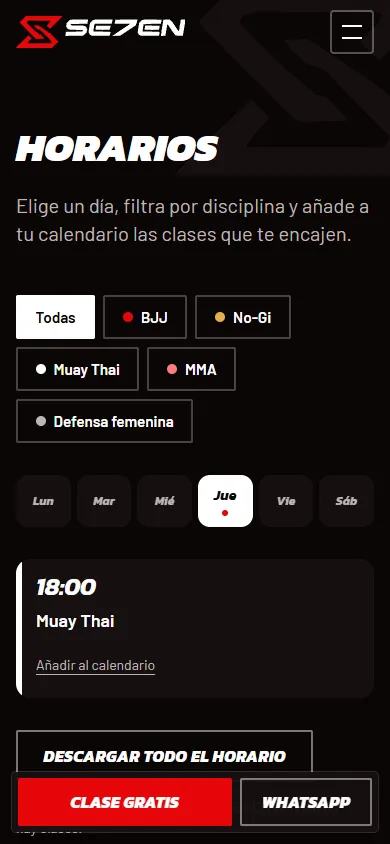 SE7EN
HORARIOS
Elige un día, filtra por disciplina y añade a
tu calendario las clases que te encajen.
Todas
BJJ
No-Gi
Muay Thai
MMA
Defensa femenina
Lun
Mar
Mié
Jue
Vie
Sáb
18:00
Muay Thai
Añadir al calendario
DESCARGAR TODO EL HORARIO
CLASE GRATIS
WHATSAPP